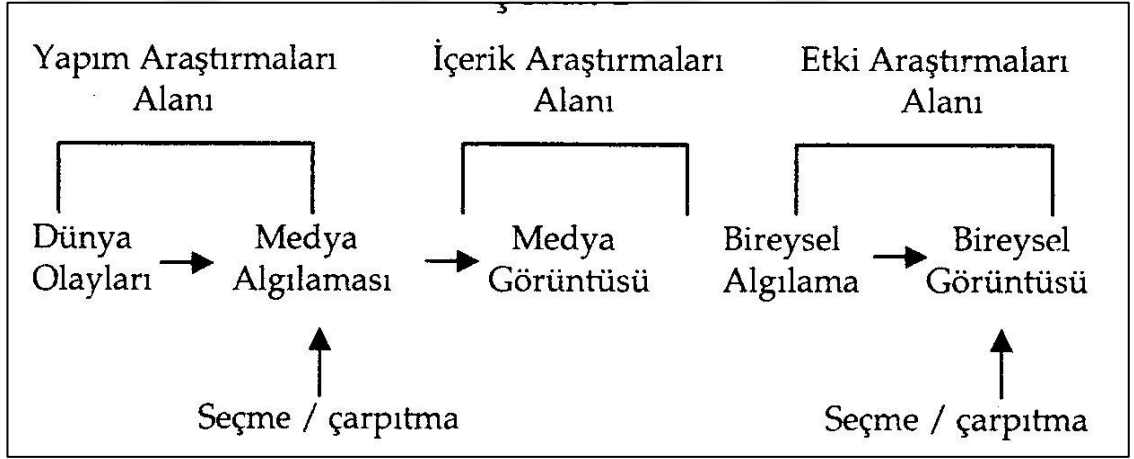 Yapım Araştırmaları
Alanı
İçerik Araştırmaları
Alanı
Etki Araştırmaları
Alanı
Dünya
Olayları
Medya
Algılaması
Medya
Görüntüsü
Bireysel
Algılama
Bireysel
Görüntüsü
Seçme / çarpıtma
Seçme / çarpıtma